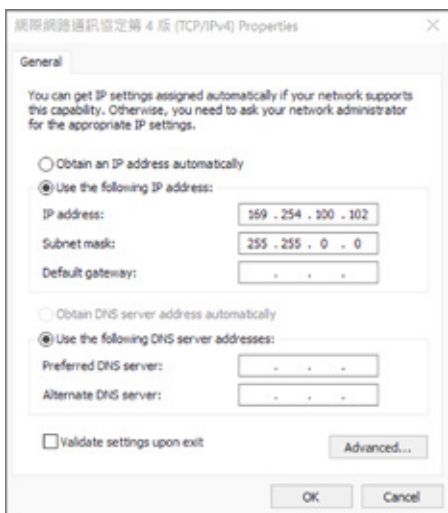 網際網路通訊協定第 4 版 (TCP/IPv4) Properties
General
You can get IP settings assigned automatically if your network supports
this capability. Otherwise, you need to ask your network administrator
for the appropriate IP settings.
Obtain an IP address automatically
Use the following IP address:
IP address: 169 . 254 . 100 . 102
Subnet mask: 255 . 255 . 0 . 0
Default gateway: . . .
Obtain DNS server address automatically
Use the following DNS server addresses:
Preferred DNS server: . . .
Alternate DNS server: . . .
Validate settings upon exit
Advanced...
OK Cancel